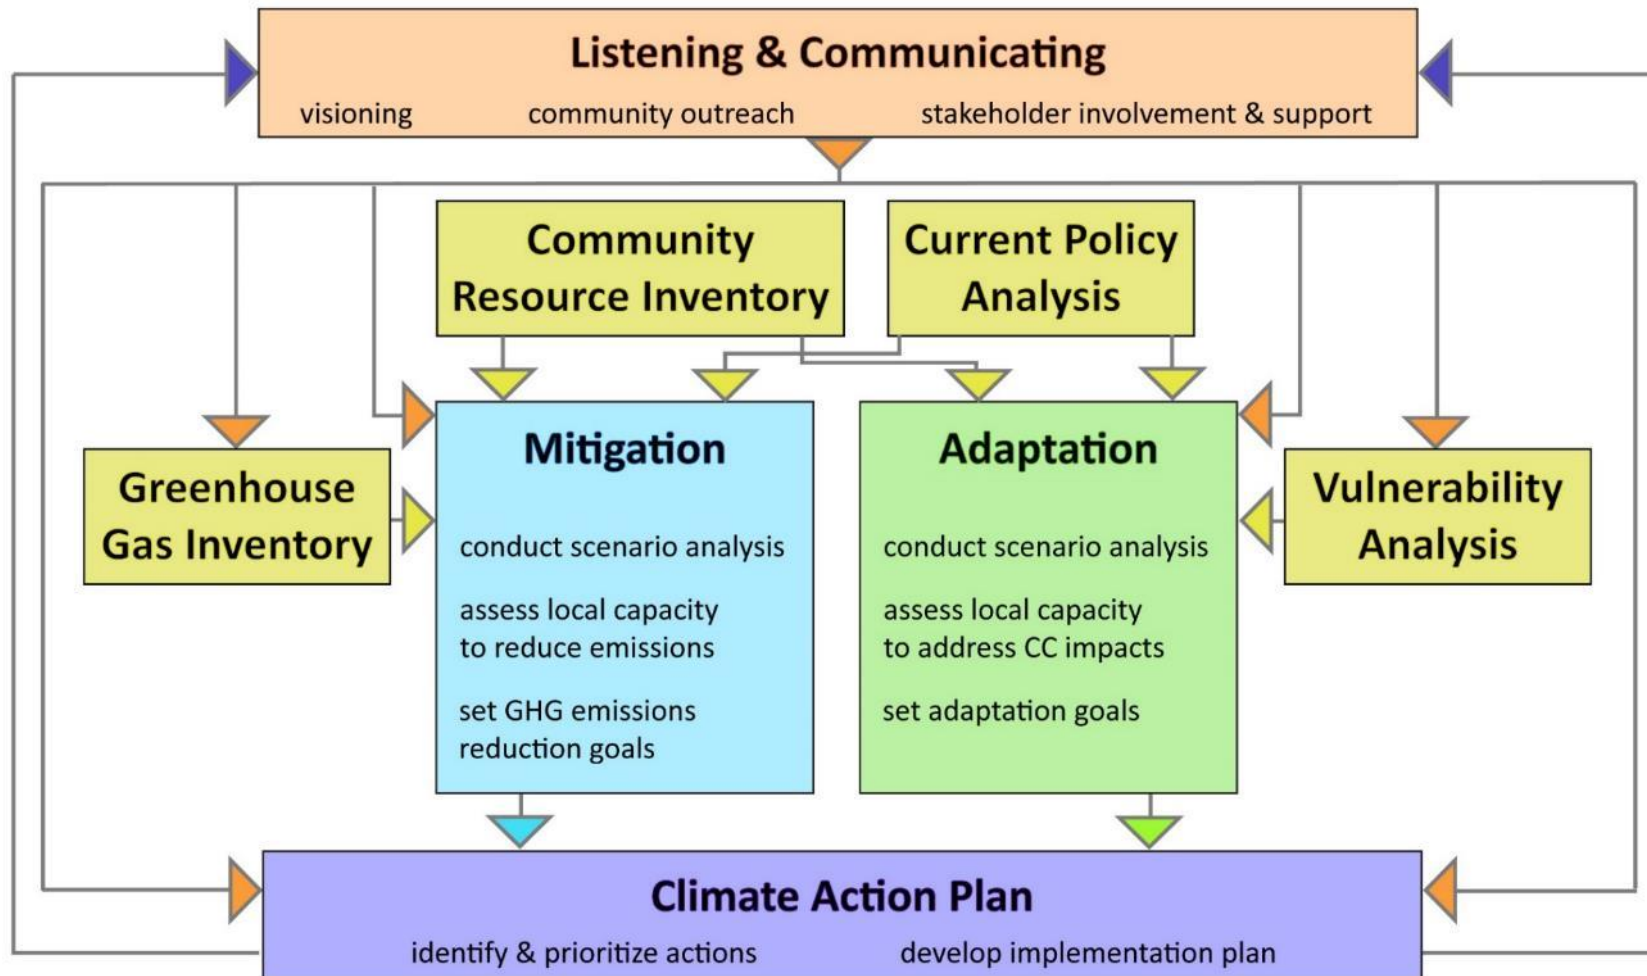 Listening & Communicating
visioning community outreach stakeholder involvement & support
Community
Resource Inventory
Current Policy
Analysis
Greenhouse
Gas Inventory
Mitigation
conduct scenario analysis
assess local capacity
to reduce emissions
set GHG emissions
reduction goals
Adaptation
conduct scenario analysis
assess local capacity
to address CC impacts
set adaptation goals
Vulnerability
Analysis
Climate Action Plan
identify & prioritize actions develop implementation plan